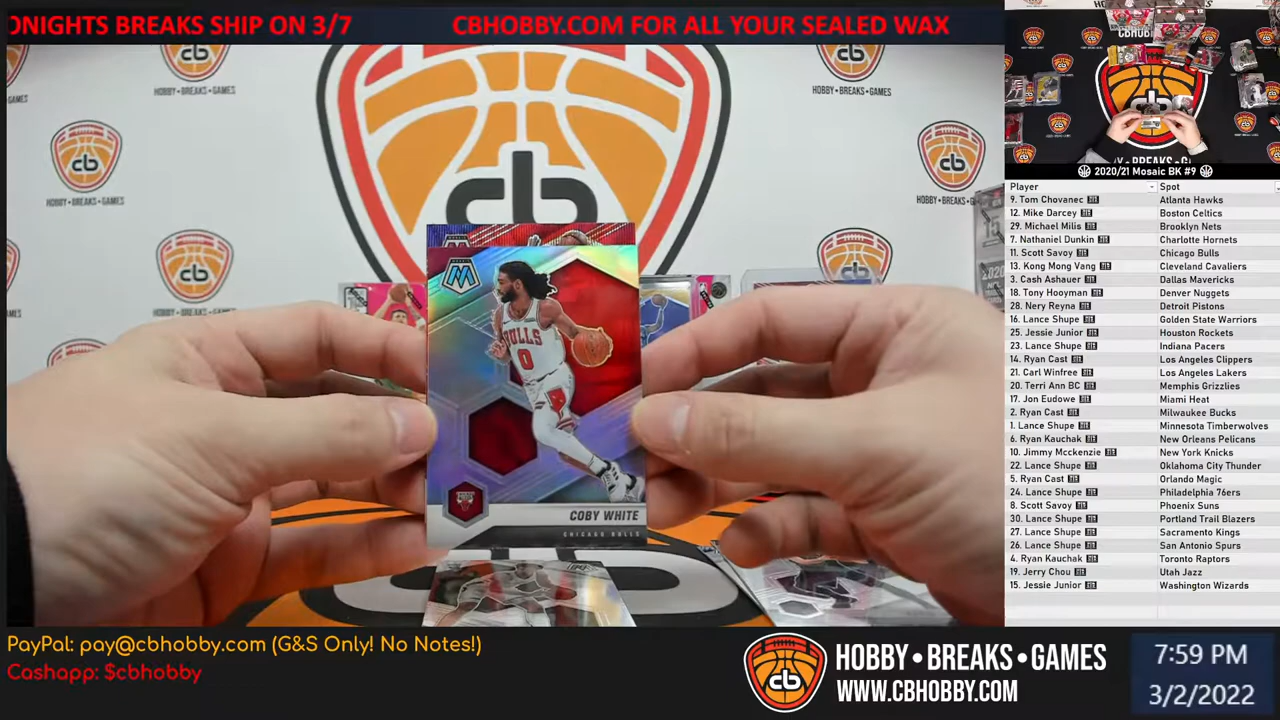 ONIGHTS BREAKS SHIP ON 3/7 CBHOBBY.COM FOR ALL YOUR SEALED WAX
HOBBY • BREAKS • GAMES
HOBBY • BREAKS • GAMES
HOBBY • BREAKS • GAMES
HOBBY • BREAKS • GAMES
cb
BULLS
0
COBY WHITE
CHICAGO BULLS
2020/21 Mosaic BK #9
Player Spot
9. Tom Chovanec Atlanta Hawks
12. Mike Darcey Boston Celtics
29. Michael Milis Brooklyn Nets
7. Nathaniel Dunkin Charlotte Hornets
11. Scott Savoy Chicago Bulls
13. Kong Mong Vang Cleveland Cavaliers
3. Cash Ashauer Dallas Mavericks
18. Tony Hooyman Denver Nuggets
28. Nery Reyna Detroit Pistons
16. Lance Shupe Golden State Warriors
25. Jessie Junior Houston Rockets
23. Lance Shupe Indiana Pacers
14. Ryan Cast Los Angeles Clippers
21. Carl Winfree Los Angeles Lakers
20. Terri Ann BC Memphis Grizzlies
17. Jon Eudowe Miami Heat
2. Ryan Cast Milwaukee Bucks
1. Lance Shupe Minnesota Timberwolves
6. Ryan Kauchak New Orleans Pelicans
10. Jimmy Mcckenzie New York Knicks
22. Lance Shupe Oklahoma City Thunder
5. Ryan Cast Orlando Magic
24. Lance Shupe Philadelphia 76ers
8. Scott Savoy Phoenix Suns
30. Lance Shupe Portland Trail Blazers
27. Lance Shupe Sacramento Kings
26. Lance Shupe San Antonio Spurs
4. Ryan Kauchak Toronto Raptors
19. Jerry Chou Utah Jazz
15. Jessie Junior Washington Wizards
PayPal: pay@cbhobby.com (G&S Only! No Notes!)
Cashapp: $cbhobby
cb
HOBBY • BREAKS • GAMES
WWW.CBHOBBY.COM
7:59 PM
3/2/2022